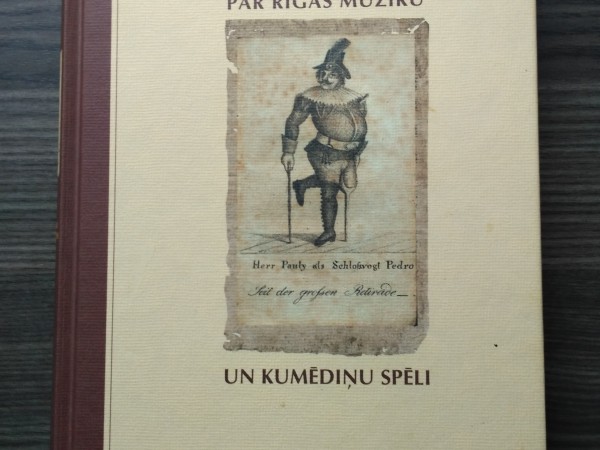 PAR RĪGAS MŪZIKU
Herr Pauly als Schloßvogt Pedro
Seit der großen Retirade
UN KUMĒDIŅU SPĒLI